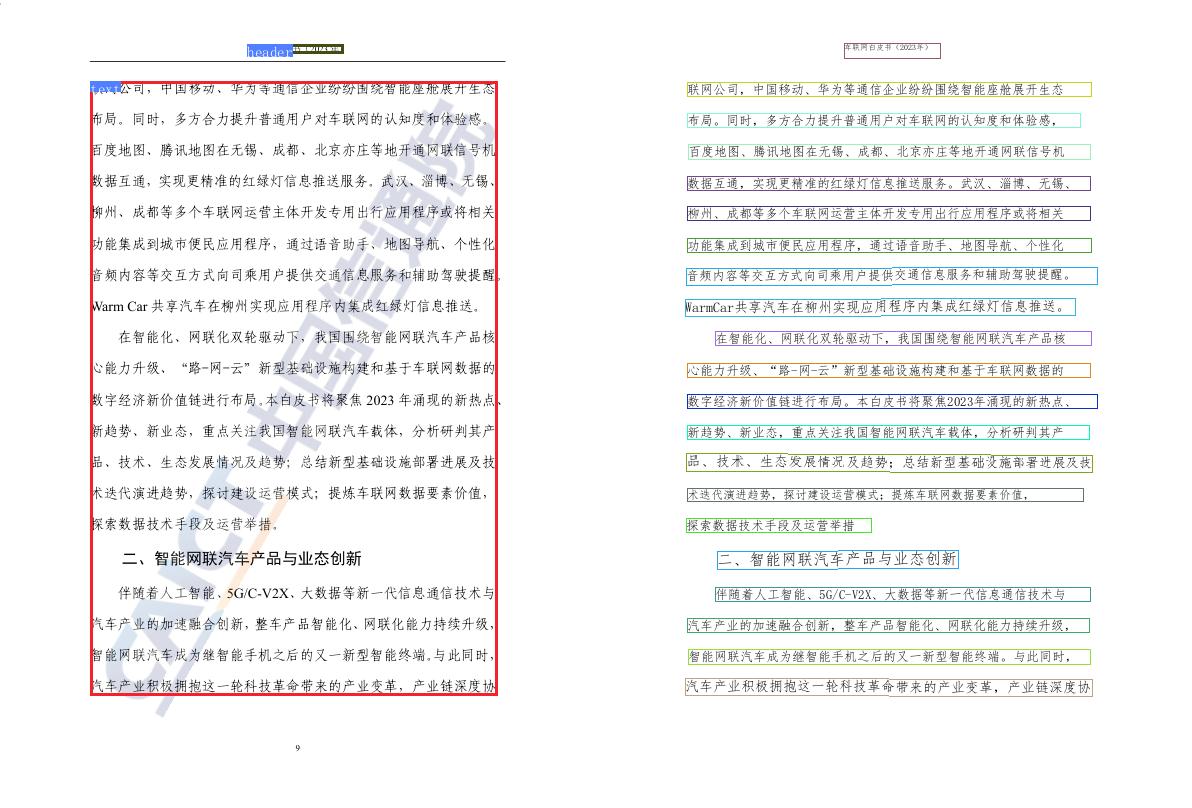 header
text
联网公司，中国移动、华为等通信企业纷纷围绕智能座舱展开生态
布局。同时，多方合力提升普通用户对车联网的认知度和体验感。
百度地图、腾讯地图在无锡、成都、北京亦庄等地开通网联信号机
数据互通，实现更精准的红绿灯信息推送服务。武汉、淄博、无锡、
柳州、成都等多个车联网运营主体开发专用出行应用程序或将相关
功能集成到城市便民应用程序，通过语音助手、地图导航、个性化
音频内容等交互方式向司乘用户提供交通信息服务和辅助驾驶提醒。
Warm Car 共享汽车在柳州实现应用程序内集成红绿灯信息推送。
在智能化、网联化双轮驱动下，我国围绕智能网联汽车产品核
心能力升级、“路-网-云”新型基础设施构建和基于车联网数据的
数字经济新价值链进行布局。本白皮书将聚焦 2023 年涌现的新热点、
新趋势、新业态，重点关注我国智能网联汽车载体，分析研判其产
品、技术、生态发展情况及趋势；总结新型基础设施部署进展及技
术迭代演进趋势，探讨建设运营模式；提炼车联网数据要素价值，
探索数据技术手段及运营举措。
二、智能网联汽车产品与业态创新
伴随着人工智能、5G/C-V2X、大数据等新一代信息通信技术与
汽车产业的加速融合创新，整车产品智能化、网联化能力持续升级，
智能网联汽车成为继智能手机之后的又一新型智能终端。与此同时，
汽车产业积极拥抱这一轮科技革命带来的产业变革，产业链深度协
CAICT 中国信通院
9
车联网白皮书（2023年）
联网公司，中国移动、华为等通信企业纷纷围绕智能座舱展开生态
布局。同时，多方合力提升普通用户对车联网的认知度和体验感，
百度地图、腾讯地图在无锡、成都、北京亦庄等地开通网联信号机
数据互通，实现更精准的红绿灯信息推送服务。武汉、淄博、无锡、
柳州、成都等多个车联网运营主体开发专用出行应用程序或将相关
功能集成到城市便民应用程序，通过语音助手、地图导航、个性化
音频内容等交互方式向司乘用户提供交通信息服务和辅助驾驶提醒。
WarmCar共享汽车在柳州实现应用程序内集成红绿灯信息推送。
在智能化、网联化双轮驱动下，我国围绕智能网联汽车产品核
心能力升级、“路-网-云”新型基础设施构建和基于车联网数据的
数字经济新价值链进行布局。本白皮书将聚焦2023年涌现的新热点、
新趋势、新业态，重点关注我国智能网联汽车载体，分析研判其产
品、技术、生态发展情况及趋势；总结新型基础设施部署进展及技
术迭代演进趋势，探讨建设运营模式；提炼车联网数据要素价值，
探索数据技术手段及运营举措
二、智能网联汽车产品与业态创新
伴随着人工智能、5G/C-V2X、大数据等新一代信息通信技术与
汽车产业的加速融合创新，整车产品智能化、网联化能力持续升级，
智能网联汽车成为继智能手机之后的又一新型智能终端。与此同时，
汽车产业积极拥抱这一轮科技革命带来的产业变革，产业链深度协